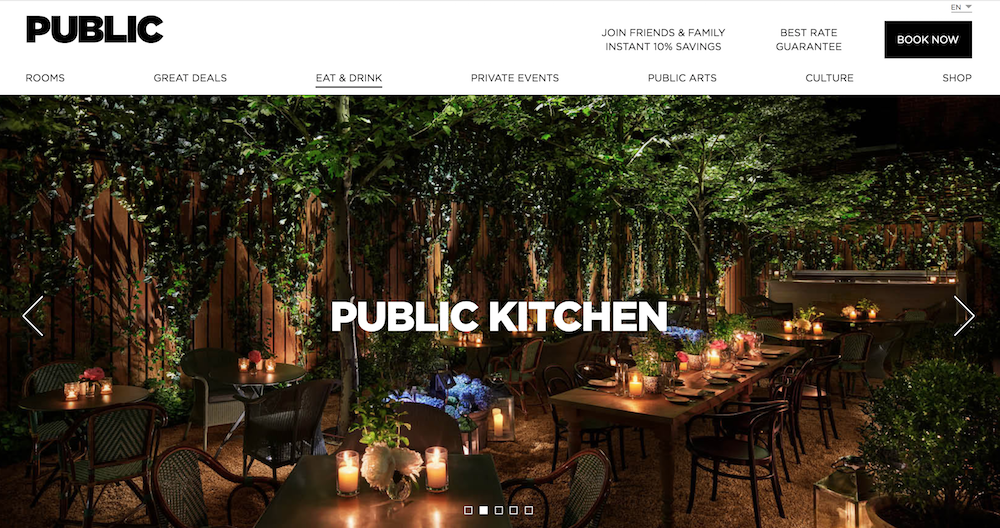 EN
PUBLIC
JOIN FRIENDS & FAMILY
INSTANT 10% SAVINGS
BEST RATE
GUARANTEE
BOOK NOW
ROOMS
GREAT DEALS
EAT & DRINK
PRIVATE EVENTS
PUBLIC ARTS
CULTURE
SHOP
PUBLIC KITCHEN